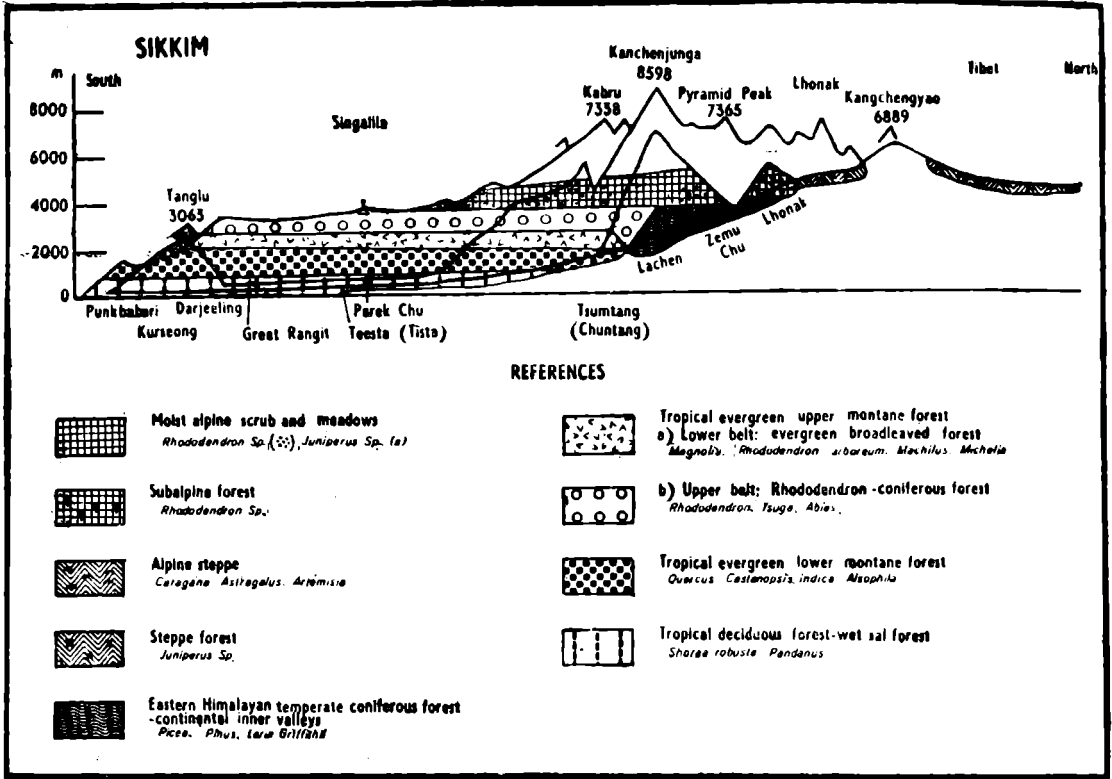 SIKKIM
m
South
8000
6000
4000
2000
0
Singalila
Kanchenjunga
8598
Kabru
7338
Pyramid Peak
7365
Lhonak
Kangchengyao
6889
Tibet
North
Tanglu
3063
Lachen
Zemu
Chu
Lhonak
Punkbabari
Darjeeling
Kurseong
Great Rangit
Parek Chu
Teesta (Tista)
Tsumtang
(Chuntang)
REFERENCES
Moist alpine scrub and meadows
Rhododendron Sp. Juniperus Sp. (a)
Subalpine forest
Rhododendron Sp.
Alpine steppe
Caragana Astragalus. Artemisia
Steppe forest
Juniperus Sp.
Eastern Himalayan temperate coniferous forest
-continental inner valleys
Picea, Pinus,
Tropical evergreen upper montane forest
a) Lower belt: evergreen broadleaved forest
Magnolia. Rhododendron arboreum. Machilus. Michelia
b) Upper belt: Rhododendron -coniferous forest
Rhododendron. Tsuga. Abies.
Tropical evergreen lower montane forest
Quercus Castanopsis indica Alsophila
Tropical deciduous forest-wet sal forest
Shorea robusta Pandanus